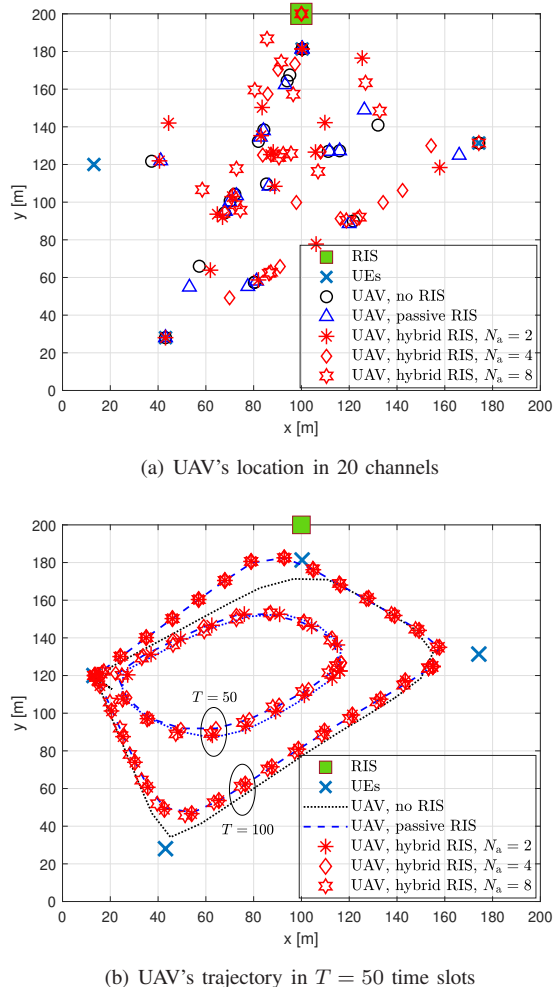 200
180
160
140
120
100
80
60
40
20
0
y [m]
RIS
UEs
UAV, no RIS
UAV, passive RIS
UAV, hybrid RIS, Nₐ = 2
UAV, hybrid RIS, Nₐ = 4
UAV, hybrid RIS, Nₐ = 8
0 20 40 60 80 100 120 140 160 180 200
x [m]
(a) UAV's location in 20 channels
200
180
160
140
120
100
80
60
40
20
0
y [m]
T = 50
T = 100
RIS
UEs
UAV, no RIS
UAV, passive RIS
UAV, hybrid RIS, Nₐ = 2
UAV, hybrid RIS, Nₐ = 4
UAV, hybrid RIS, Nₐ = 8
0 20 40 60 80 100 120 140 160 180 200
x [m]
(b) UAV's trajectory in T = 50 time slots